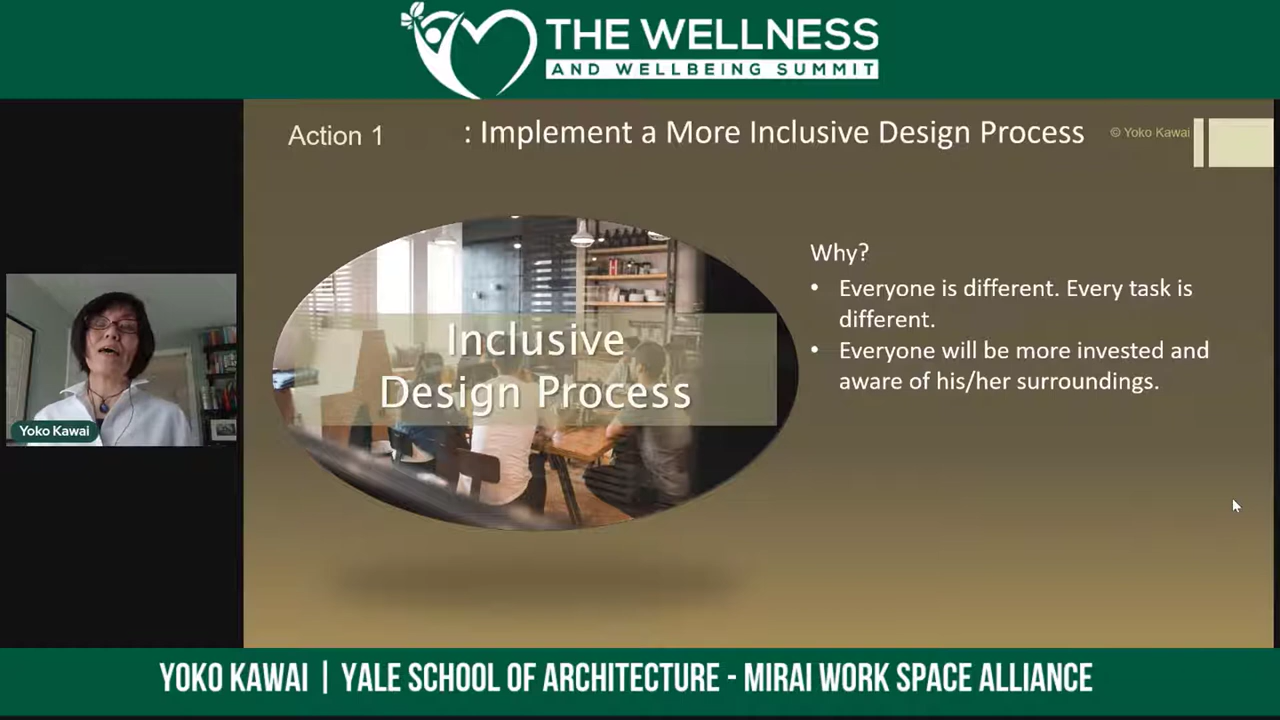 THE WELLNESS
AND WELLBEING SUMMIT
Action 1 : Implement a More Inclusive Design Process
© Yoko Kawai
Inclusive
Design Process
Why?
• Everyone is different. Every task is
different.
• Everyone will be more invested and
aware of his/her surroundings.
Yoko Kawai
YOKO KAWAI | YALE SCHOOL OF ARCHITECTURE - MIRAI WORK SPACE ALLIANCE